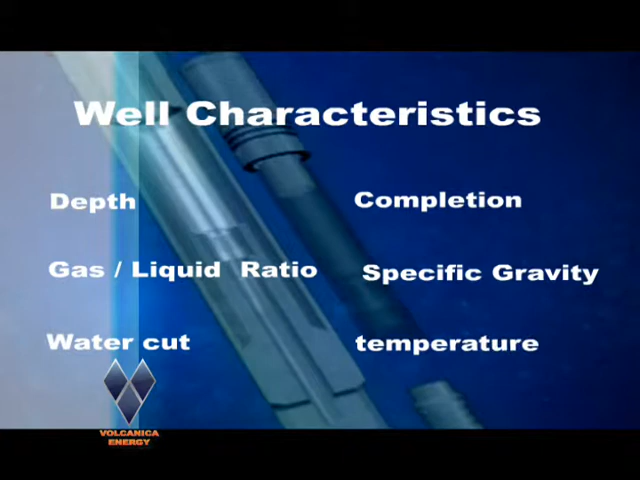 Well Characteristics
Depth
Completion
Gas / Liquid Ratio
Specific Gravity
Water cut
temperature
VOLCANICA
ENERGY